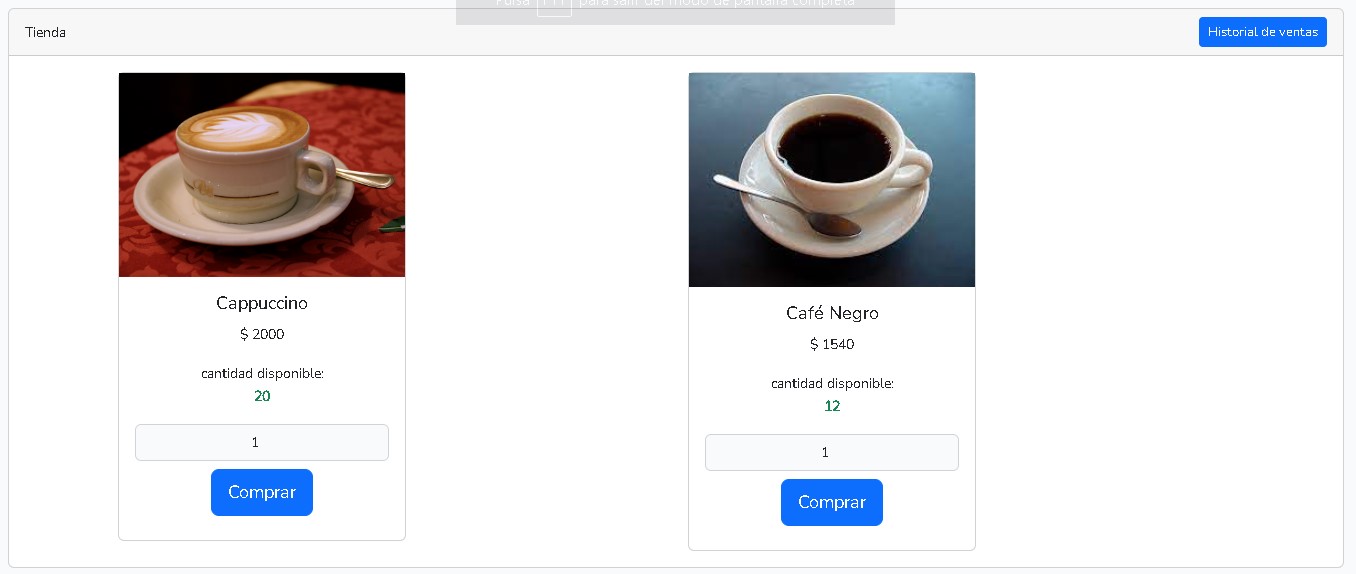 Pulsa F11 para salir del modo de pantalla completa
Tienda
Historial de ventas
Cappuccino
$ 2000
cantidad disponible:
20
1
Comprar
Café Negro
$ 1540
cantidad disponible:
12
1
Comprar